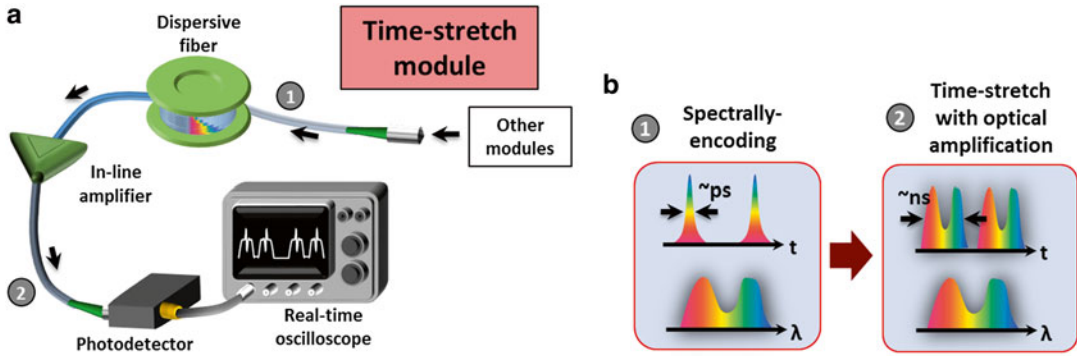 a
Dispersive
fiber
Time-stretch
module
1
Other
modules
In-line
amplifier
2
Photodetector
Real-time
oscilloscope
b
1
Spectrally-
encoding
~ps
t
λ
2
Time-stretch
with optical
amplification
~ns
t
λ